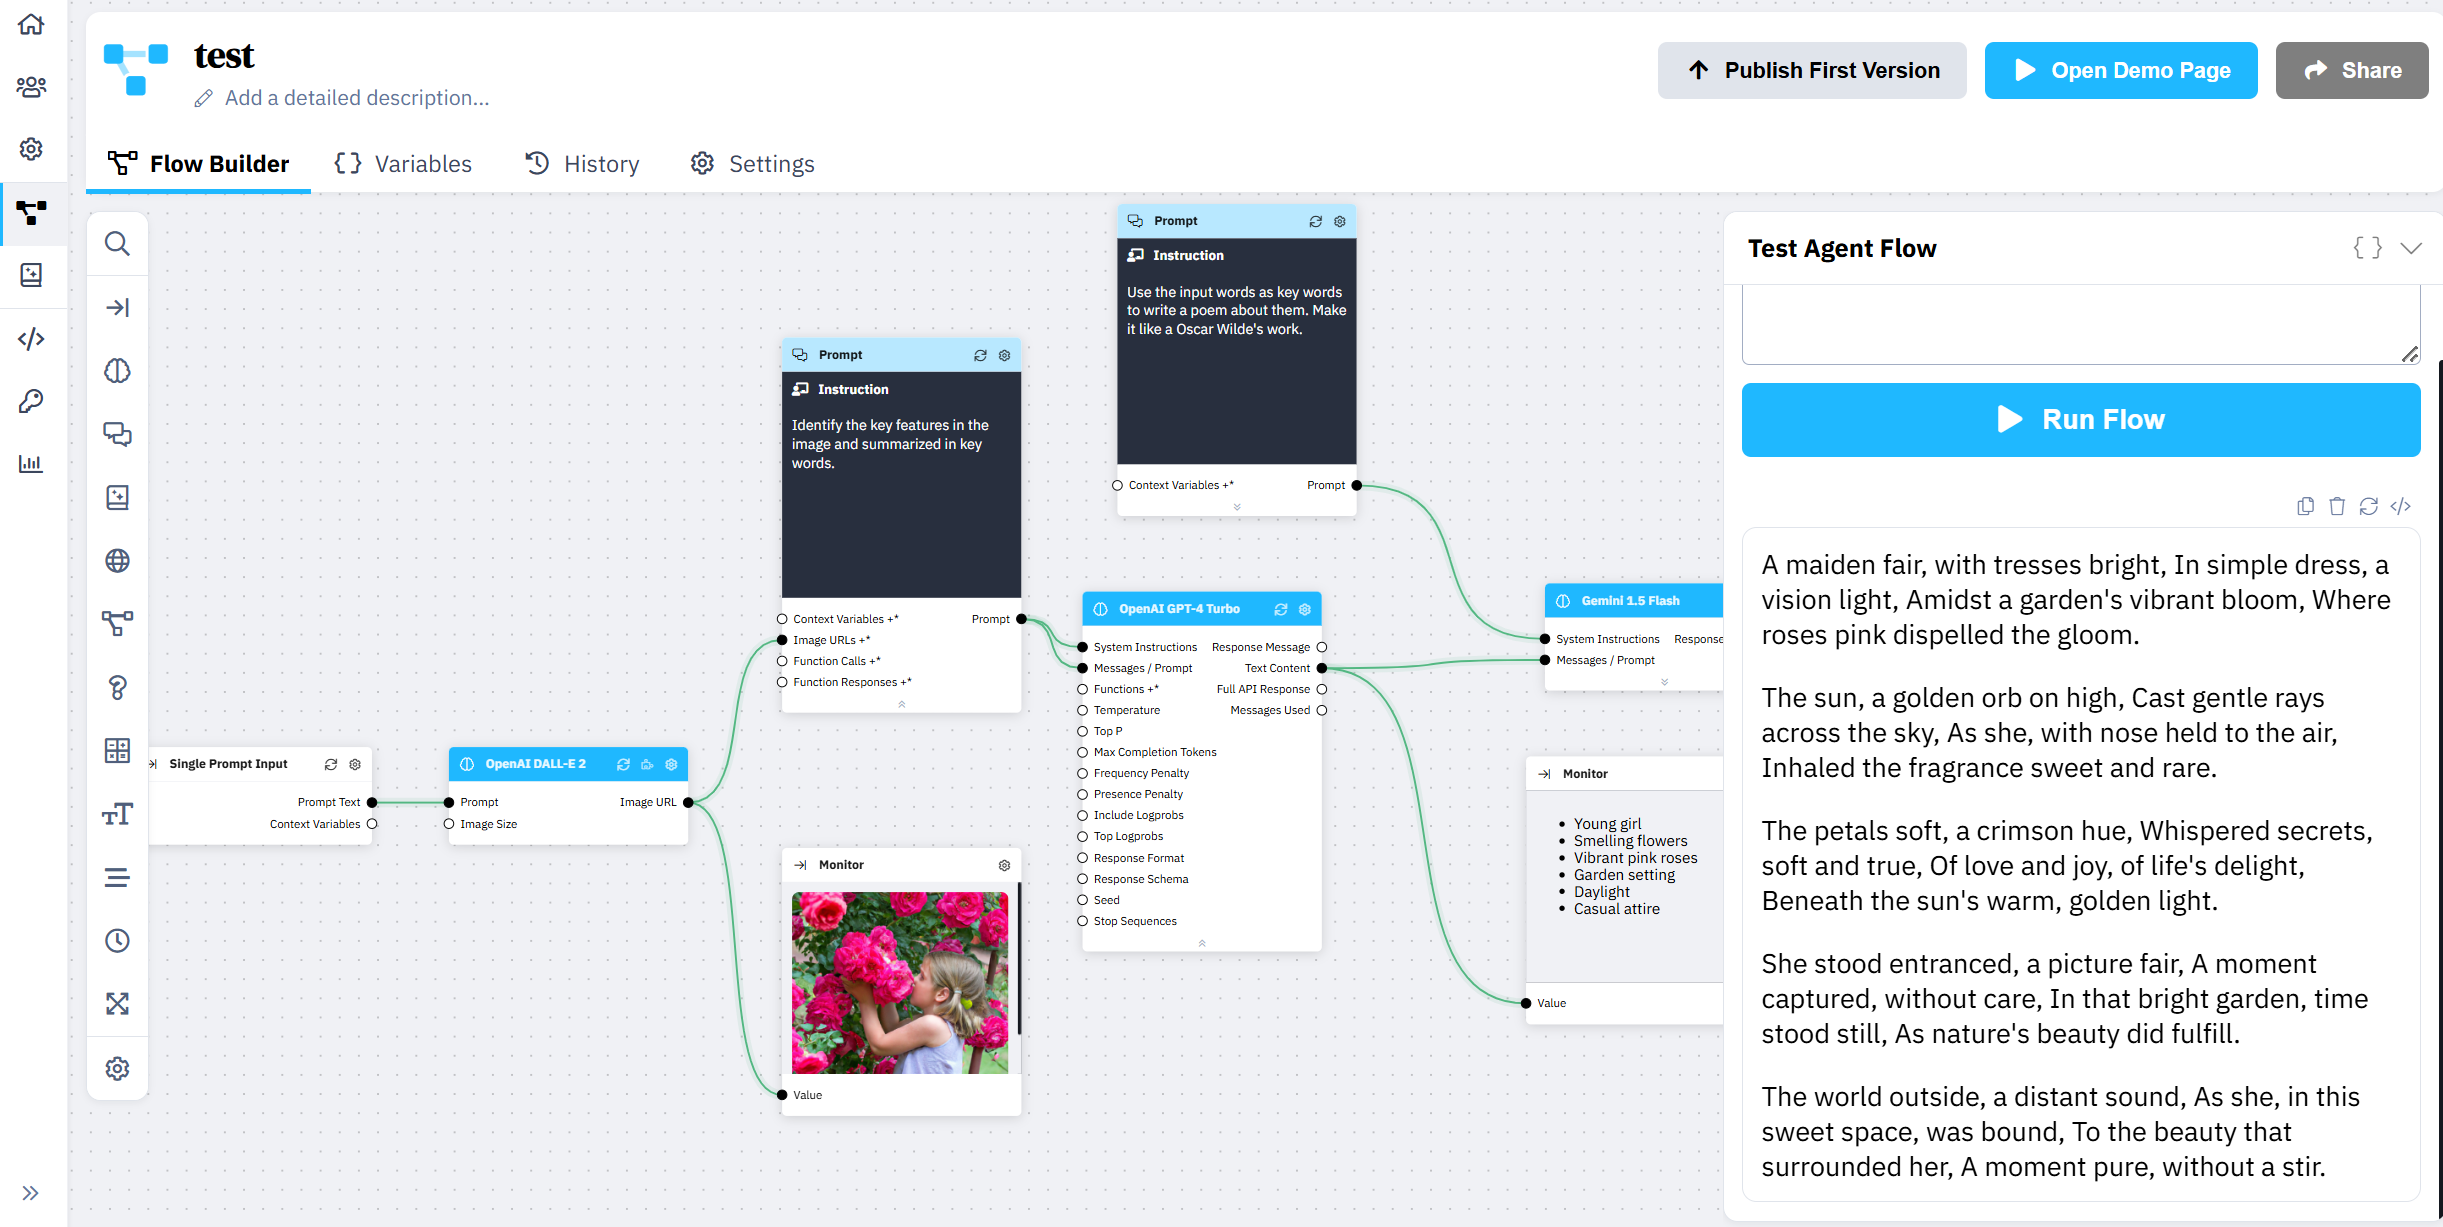 test
Add a detailed description...
Publish First Version
Open Demo Page
Share
Flow Builder
Variables
History
Settings
Single Prompt Input
Prompt Text
Context Variables
OpenAI DALL-E 2
Prompt
Image URL
Image Size
Prompt
Instruction
Identify the key features in the
image and summarized in key
words.
Context Variables +*
Prompt
Image URLs +*
Function Calls +*
Function Responses +*
Monitor
Value
Prompt
Instruction
Use the input words as key words
to write a poem about them. Make
it like a Oscar Wilde's work.
Context Variables +*
Prompt
OpenAI GPT-4 Turbo
System Instructions
Response Message
Messages / Prompt
Text Content
Functions +*
Full API Response
Temperature
Messages Used
Top P
Max Completion Tokens
Frequency Penalty
Presence Penalty
Include Logprobs
Top Logprobs
Response Format
Response Schema
Seed
Stop Sequences
Gemini 1.5 Flash
System Instructions
Response
Messages / Prompt
Monitor
• Young girl
• Smelling flowers
• Vibrant pink roses
• Garden setting
• Daylight
• Casual attire
Value
Test Agent Flow
Run Flow
A maiden fair, with tresses bright, In simple dress, a
vision light, Amidst a garden's vibrant bloom, Where
roses pink dispelled the gloom.
The sun, a golden orb on high, Cast gentle rays
across the sky, As she, with nose held to the air,
Inhaled the fragrance sweet and rare.
The petals soft, a crimson hue, Whispered secrets,
soft and true, Of love and joy, of life's delight,
Beneath the sun's warm, golden light.
She stood entranced, a picture fair, A moment
captured, without care, In that bright garden, time
stood still, As nature's beauty did fulfill.
The world outside, a distant sound, As she, in this
sweet space, was bound, To the beauty that
surrounded her, A moment pure, without a stir.